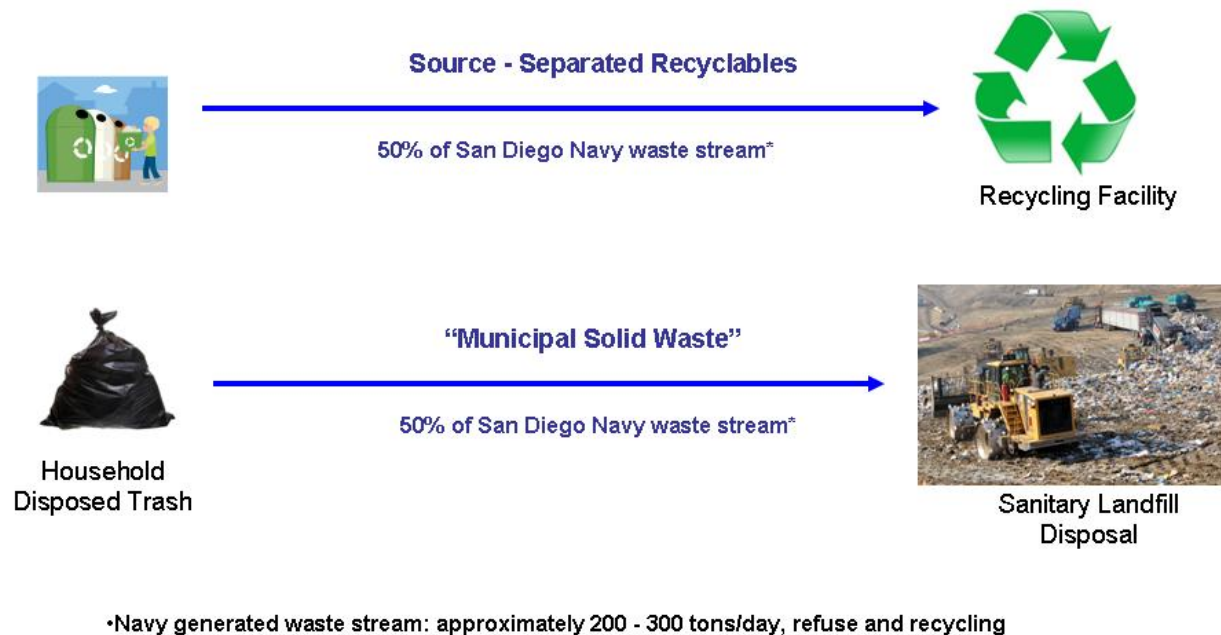 Source - Separated Recyclables
50% of San Diego Navy waste stream*
Recycling Facility
“Municipal Solid Waste”
50% of San Diego Navy waste stream*
Household
Disposed Trash
Sanitary Landfill
Disposal
•Navy generated waste stream: approximately 200 - 300 tons/day, refuse and recycling